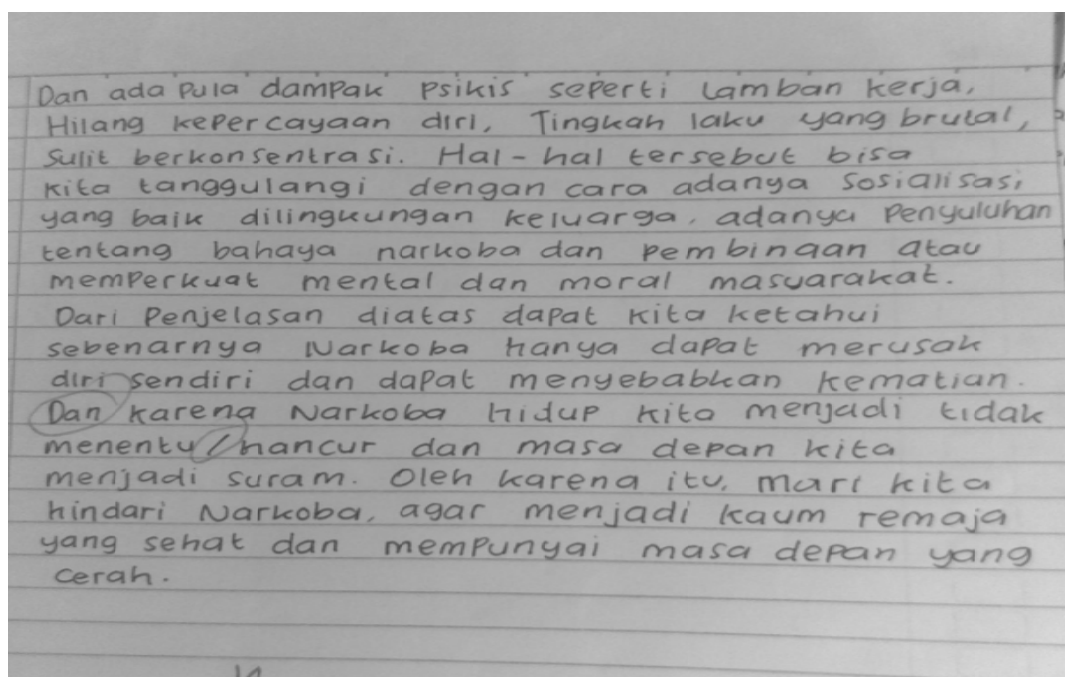 Dan ada pula dampak psikis seperti lamban kerja,
Hilang kepercayaan diri, Tingkah laku yang brutal,
Sulit berkonsentrasi. Hal-hal tersebut bisa
kita tanggulangi dengan cara adanya sosialisasi
yang baik dilingkungan keluarga, adanya penyuluhan
tentang bahaya narkoba dan pembinaan atau
memperkuat mental dan moral masyarakat.
Dari Penjelasan diatas dapat kita ketahui
sebenarnya Narkoba hanya dapat merusak
diri sendiri dan dapat menyebabkan kematian.
Dan karena Narkoba hidup kita menjadi tidak
menentu/hancur dan masa depan kita
menjadi suram. Oleh karena itu, mari kita
hindari Narkoba, agar menjadi kaum remaja
yang sehat dan mempunyai masa depan yang
cerah.